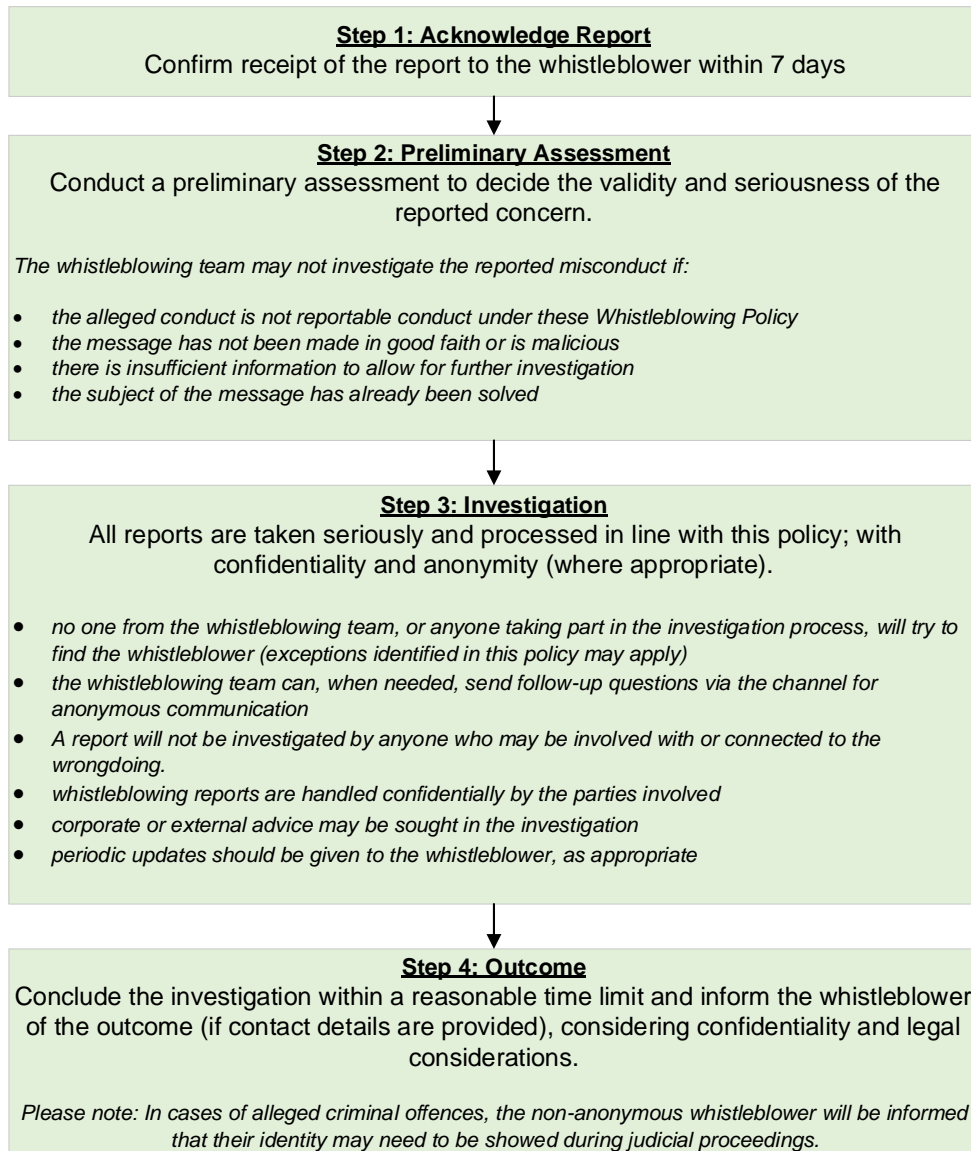 Step 1: Acknowledge Report
Confirm receipt of the report to the whistleblower within 7 days
Step 2: Preliminary Assessment
Conduct a preliminary assessment to decide the validity and seriousness of the
reported concern.
The whistleblowing team may not investigate the reported misconduct if:
• the alleged conduct is not reportable conduct under these Whistleblowing Policy
• the message has not been made in good faith or is malicious
• there is insufficient information to allow for further investigation
• the subject of the message has already been solved
Step 3: Investigation
All reports are taken seriously and processed in line with this policy; with
confidentiality and anonymity (where appropriate).
• no one from the whistleblowing team, or anyone taking part in the investigation process, will try to
find the whistleblower (exceptions identified in this policy may apply)
• the whistleblowing team can, when needed, send follow-up questions via the channel for
anonymous communication
• A report will not be investigated by anyone who may be involved with or connected to the
wrongdoing.
• whistleblowing reports are handled confidentially by the parties involved
• corporate or external advice may be sought in the investigation
• periodic updates should be given to the whistleblower, as appropriate
Step 4: Outcome
Conclude the investigation within a reasonable time limit and inform the whistleblower
of the outcome (if contact details are provided), considering confidentiality and legal
considerations.
Please note: In cases of alleged criminal offences, the non-anonymous whistleblower will be informed
that their identity may need to be showed during judicial proceedings.